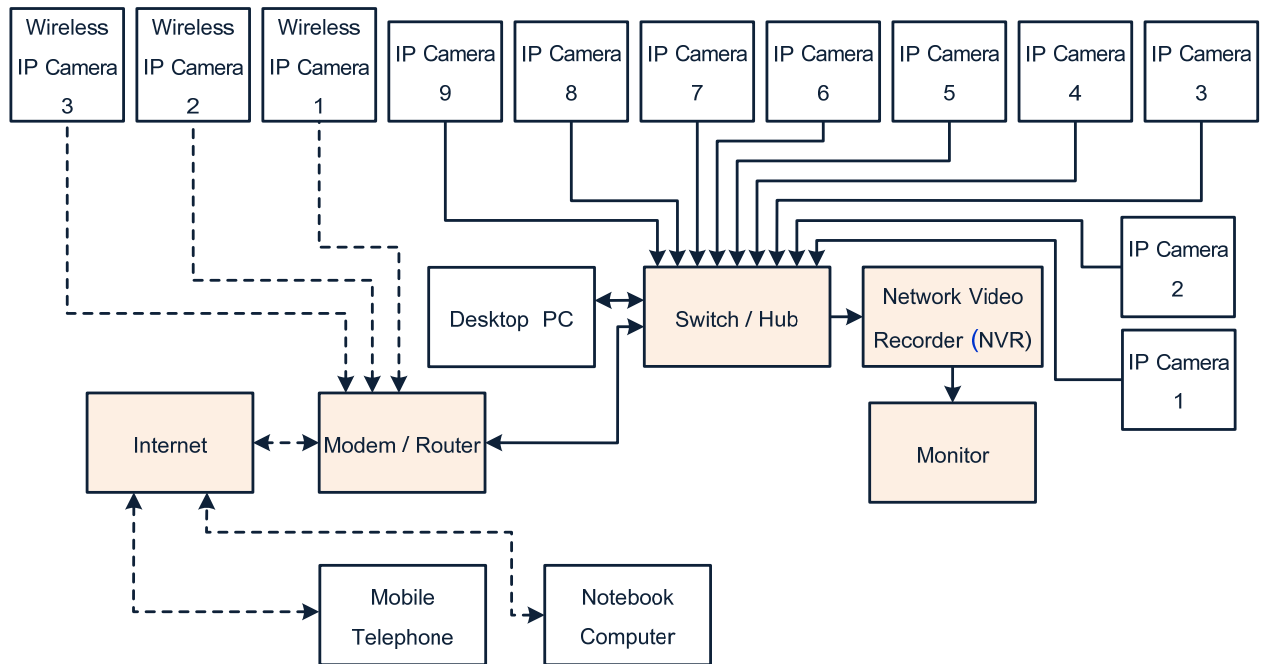 Wireless
IP Camera
3
Wireless
IP Camera
2
Wireless
IP Camera
1
IP Camera
9
IP Camera
8
IP Camera
7
IP Camera
6
IP Camera
5
IP Camera
4
IP Camera
3
IP Camera
2
IP Camera
1
Desktop PC
Switch / Hub
Network Video
Recorder (NVR)
Internet
Modem / Router
Monitor
Mobile
Telephone
Notebook
Computer